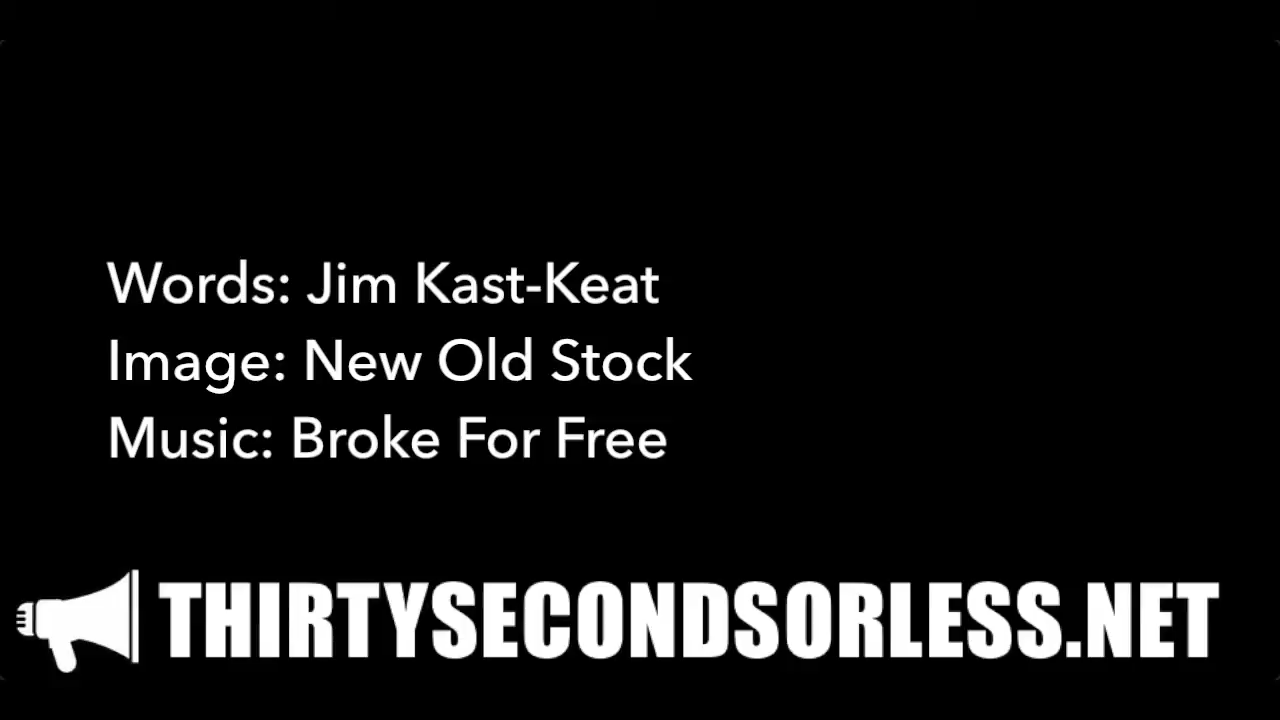 Words: Jim Kast-Keat
Image: New Old Stock
Music: Broke For Free
THIRTYSECONDSORLESS.NET